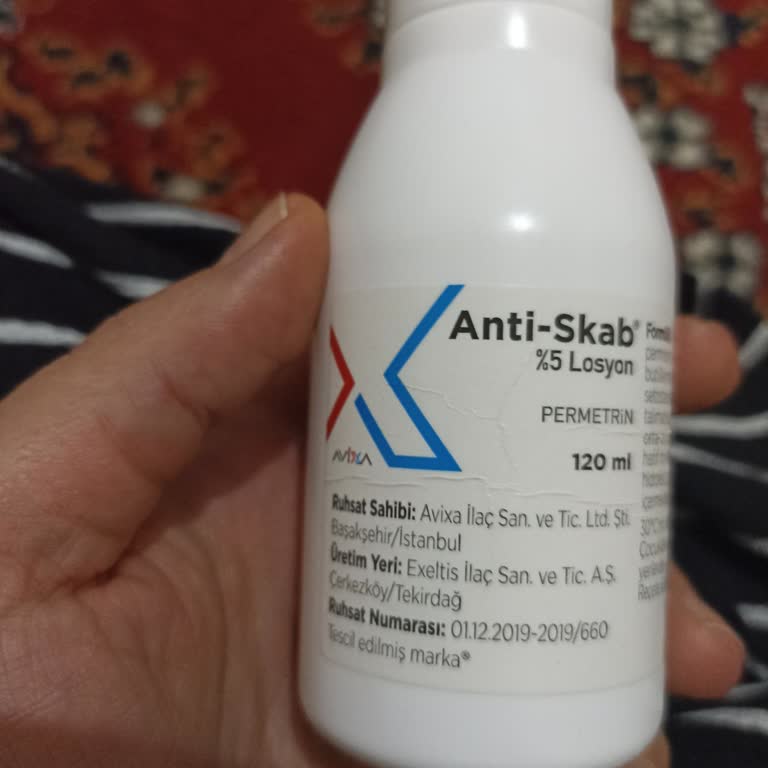 Anti-Skab®
%5 Losyon
PERMETRİN
120 ml
AVİXA
Ruhsat Sahibi: Avixa İlaç San. ve Tic. Ltd. Şti.
Başakşehir/İstanbul
Üretim Yeri: Exeltis İlaç San. ve Tic. A.Ş.
Çerkezköy/Tekirdağ
Ruhsat Numarası: 01.12.2019-2019/660
Tescil edilmiş marka®
30°C